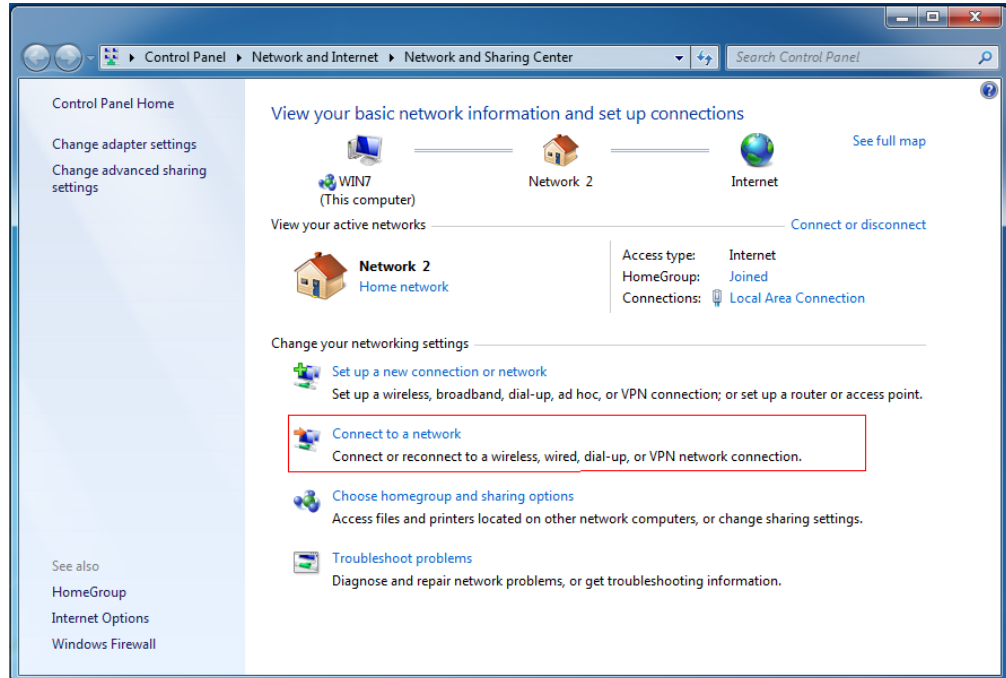 Control Panel Network and Internet Network and Sharing Center Search Control Panel
Control Panel Home
Change adapter settings
Change advanced sharing
settings
View your basic network information and set up connections
See full map
WIN7
(This computer)
Network 2
Internet
View your active networks
Connect or disconnect
Network 2
Home network
Access type: Internet
HomeGroup: Joined
Connections: Local Area Connection
Change your networking settings
Set up a new connection or network
Set up a wireless, broadband, dial-up, ad hoc, or VPN connection; or set up a router or access point.
Connect to a network
Connect or reconnect to a wireless, wired, dial-up, or VPN network connection.
Choose homegroup and sharing options
Access files and printers located on other network computers, or change sharing settings.
Troubleshoot problems
Diagnose and repair network problems, or get troubleshooting information.
See also
HomeGroup
Internet Options
Windows Firewall